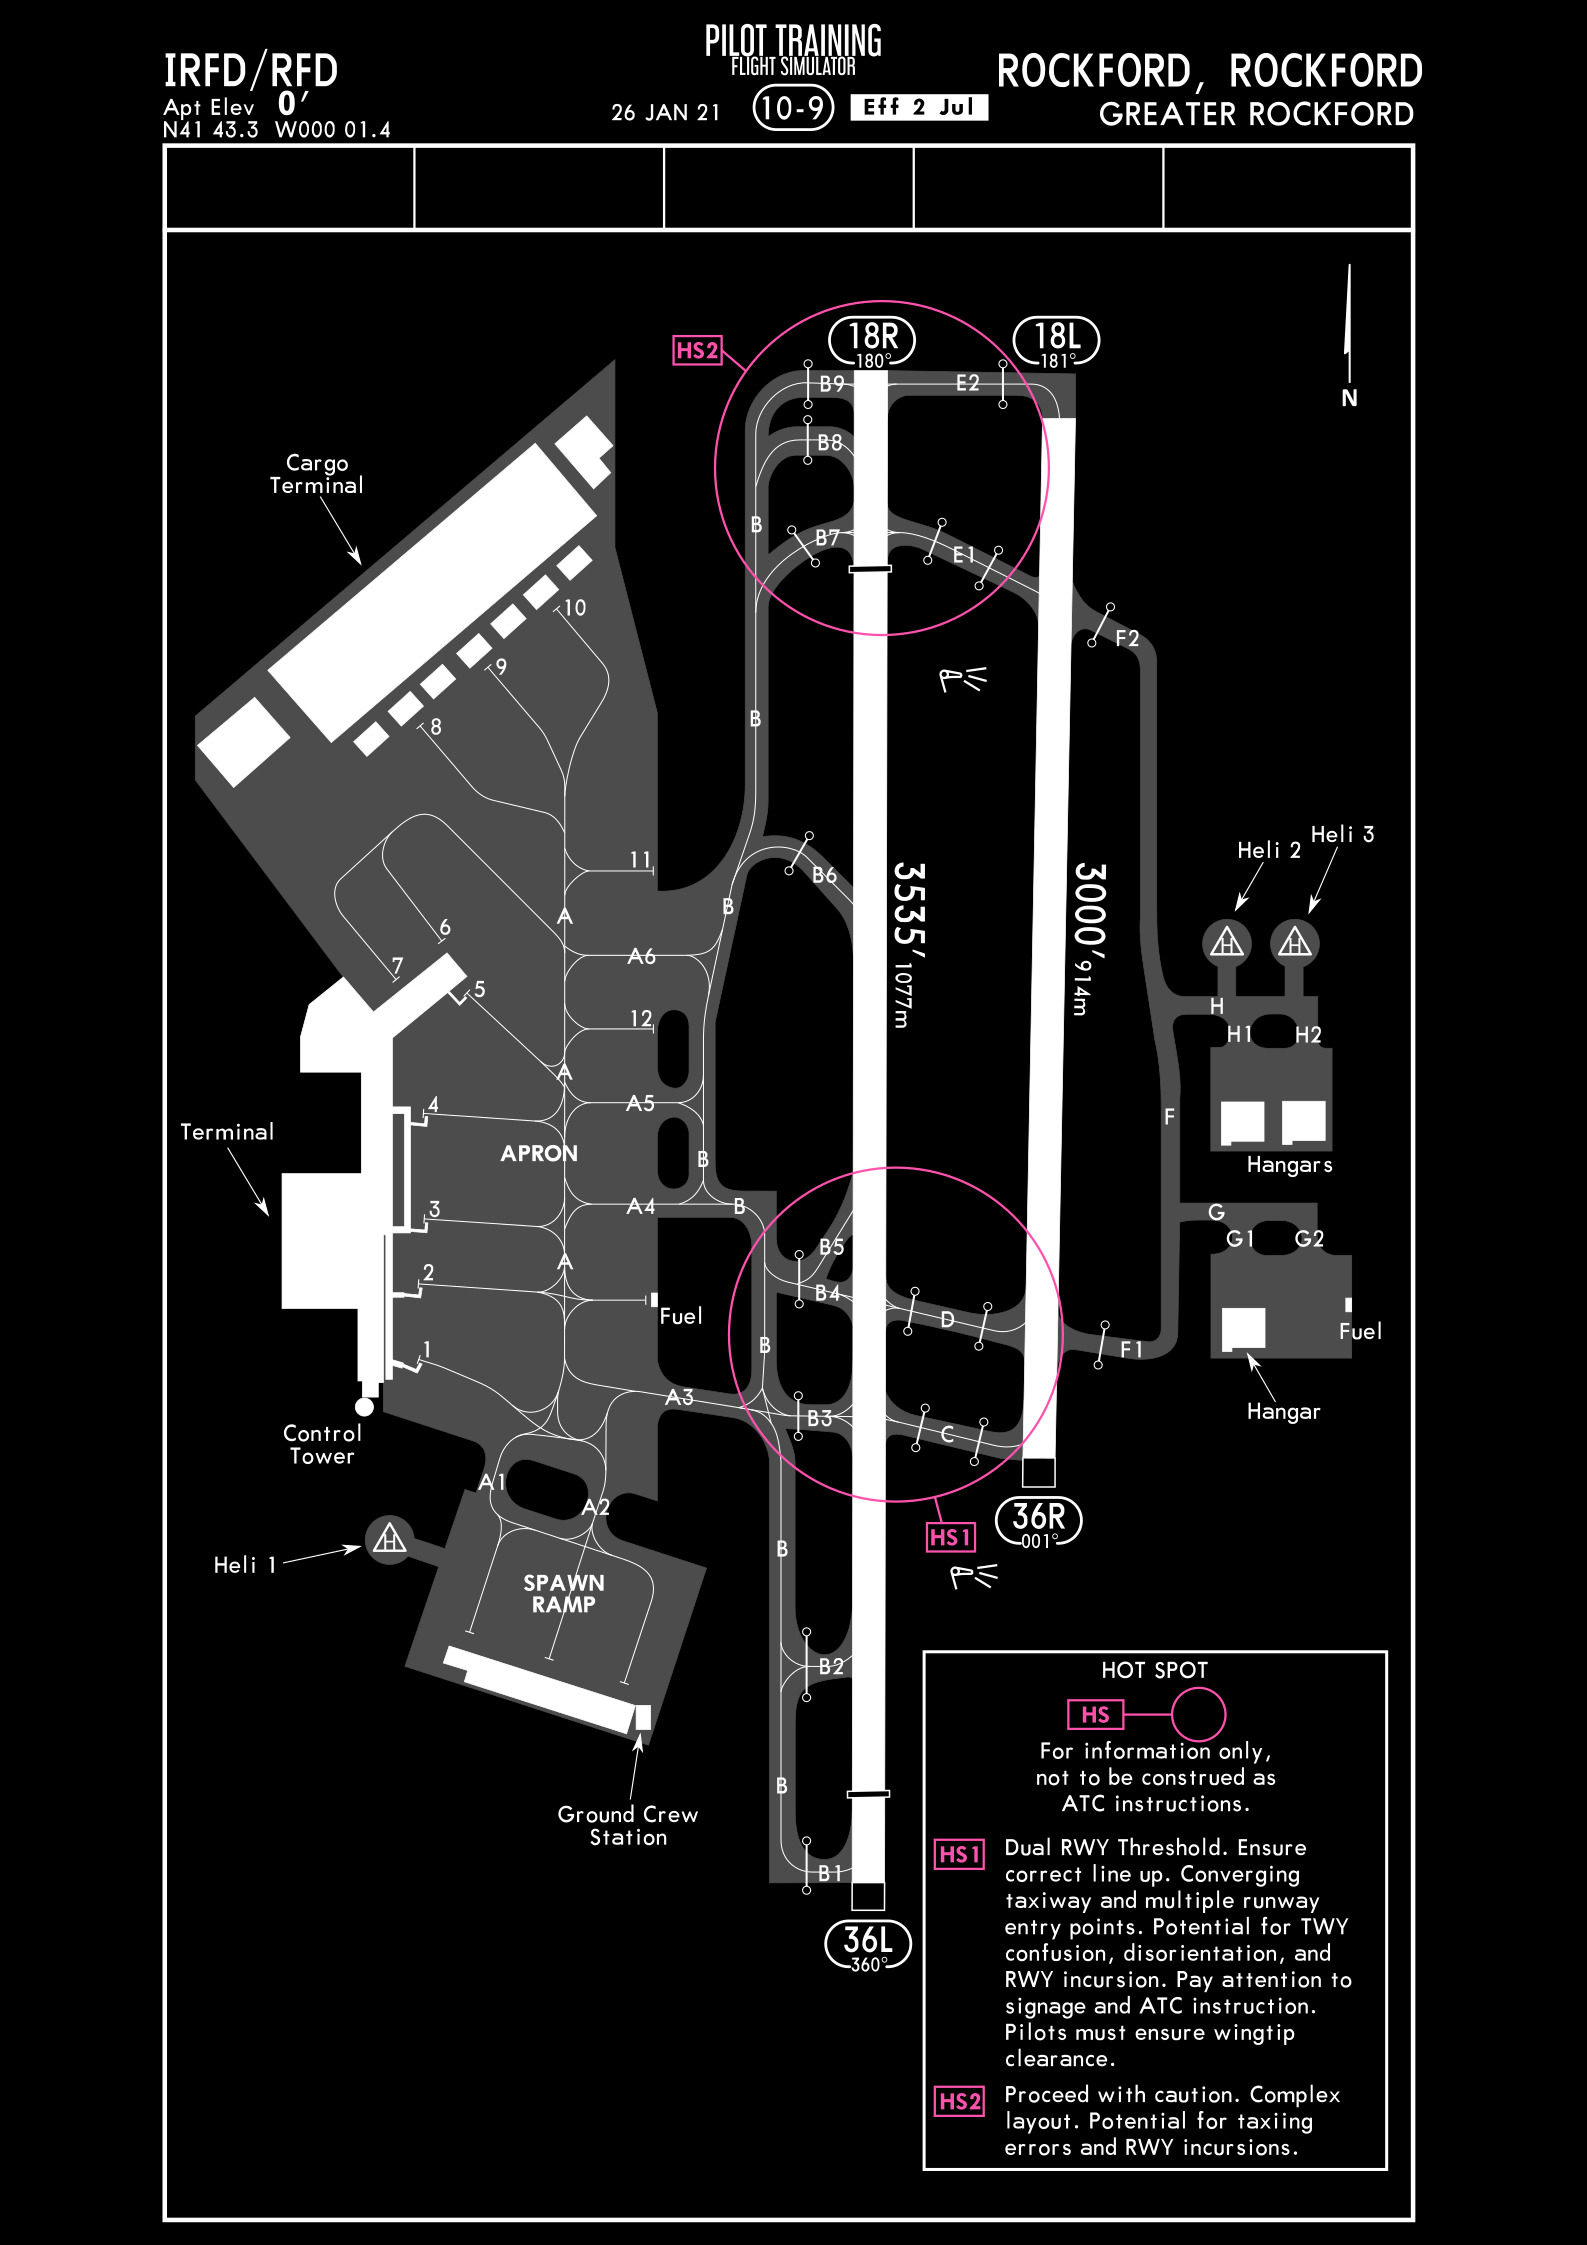 PILOT TRAINING
FLIGHT SIMULATOR
IRFD/RFD
Apt Elev 0′
N41 43.3 W000 01.4
26 JAN 21
10-9
Eff 2 Jul
ROCKFORD, ROCKFORD
GREATER ROCKFORD
N
HS2
18R
180°
18L
181°
B9
E2
B8
B
B7
E1
F2
Cargo
Terminal
10
9
8
B
11
B6
A
B
A6
6
7
5
12
3535′ 1077m
3000′ 914m
Heli 2
Heli 3
H
H1
H2
Hangars
A
4
A5
F
Terminal
APRON
B
3
A4
B
G
G1
G2
B5
A
2
B4
Fuel
D
B
1
F1
Fuel
Hangar
A3
B3
C
Control
Tower
A1
A2
HS1
36R
001°
Heli 1
B
SPAWN
RAMP
B2
B
Ground Crew
Station
B1
36L
360°
HOT SPOT
HS
For information only,
not to be construed as
ATC instructions.
HS1
Dual RWY Threshold. Ensure
correct line up. Converging
taxiway and multiple runway
entry points. Potential for TWY
confusion, disorientation, and
RWY incursion. Pay attention to
signage and ATC instruction.
Pilots must ensure wingtip
clearance.
HS2
Proceed with caution. Complex
layout. Potential for taxiing
errors and RWY incursions.
H
H
H